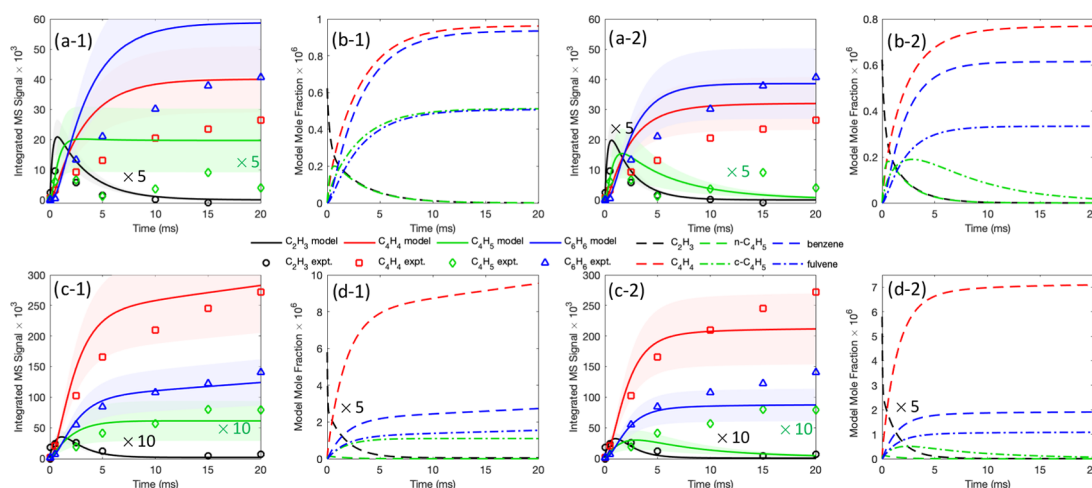 (a-1)
Integrated MS Signal × 10³
60
50
40
30
20
10
0
× 5
× 5
0 5 10 15 20
Time (ms)
(b-1)
Model Mole Fraction × 10⁶
1
0.8
0.6
0.4
0.2
0
0 5 10 15 20
Time (ms)
(a-2)
Integrated MS Signal × 10³
60
50
40
30
20
10
0
× 5
× 5
0 5 10 15 20
Time (ms)
(b-2)
Model Mole Fraction × 10⁶
0.8
0.6
0.4
0.2
0
0 5 10 15 20
Time (ms)
C₂H₃ model C₄H₄ model C₄H₅ model C₆H₆ model C₂H₃ n-C₄H₅ benzene
C₂H₃ expt. C₄H₄ expt. C₄H₅ expt. C₆H₆ expt. C₄H₄ c-C₄H₅ fulvene
(c-1)
Integrated MS Signal × 10³
300
250
200
150
100
50
0
× 10
× 10
0 5 10 15 20
Time (ms)
(d-1)
Model Mole Fraction × 10⁶
10
8
6
4
2
0
× 5
0 5 10 15 20
Time (ms)
(c-2)
Integrated MS Signal × 10³
300
250
200
150
100
50
0
× 10
× 10
0 5 10 15 20
Time (ms)
(d-2)
Model Mole Fraction × 10⁶
7
6
5
4
3
2
1
0
× 5
0 5 10 15 20
Time (ms)